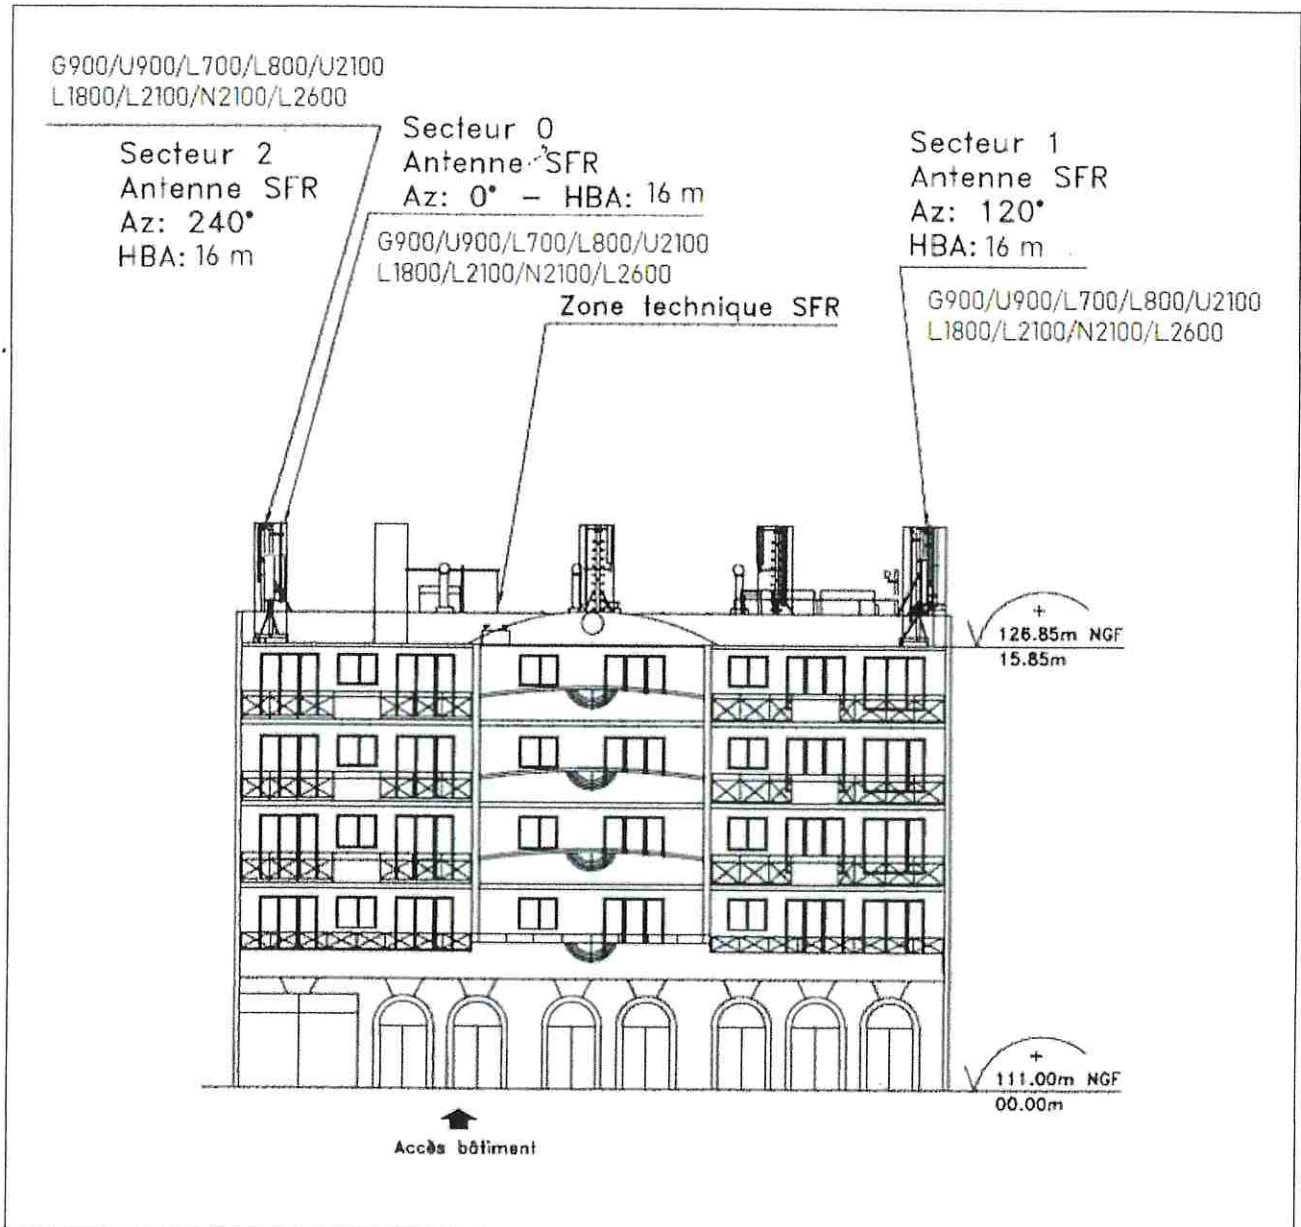 G900/U900/L700/L800/U2100
L1800/L2100/N2100/L2600
Secteur 2
Antenne SFR
Az: 240°
HBA: 16 m
Secteur 0
Antenne SFR
Az: 0° – HBA: 16 m
G900/U900/L700/L800/U2100
L1800/L2100/N2100/L2600
Zone technique SFR
Secteur 1
Antenne SFR
Az: 120°
HBA: 16 m
G900/U900/L700/L800/U2100
L1800/L2100/N2100/L2600
126.85m NGF
15.85m
111.00m NGF
00.00m
Accès bâtiment